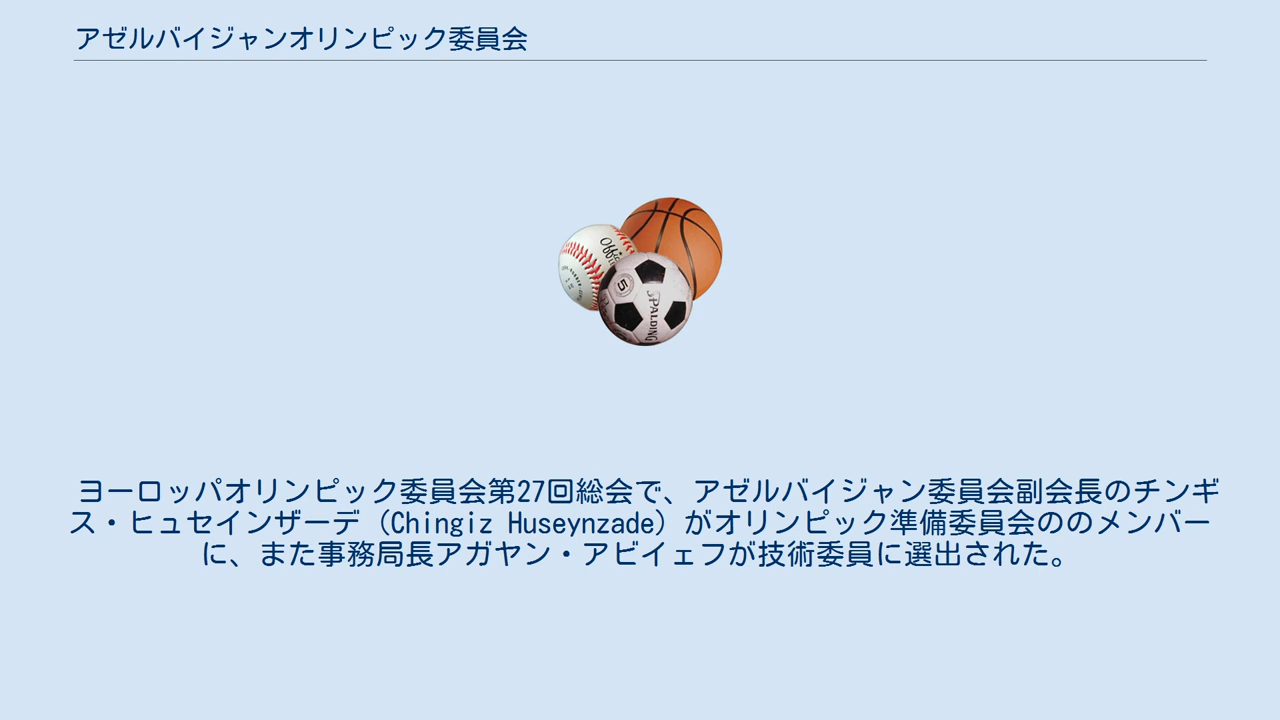 アゼルバイジャンオリンピック委員会
Offic
5
SPALDING
ヨーロッパオリンピック委員会第27回総会で、アゼルバイジャン委員会副会長のチンギ
ス・ヒュセインザーデ（Chingiz Huseynzade）がオリンピック準備委員会ののメンバー
に、また事務局長アガヤン・アビイェフが技術委員に選出された。